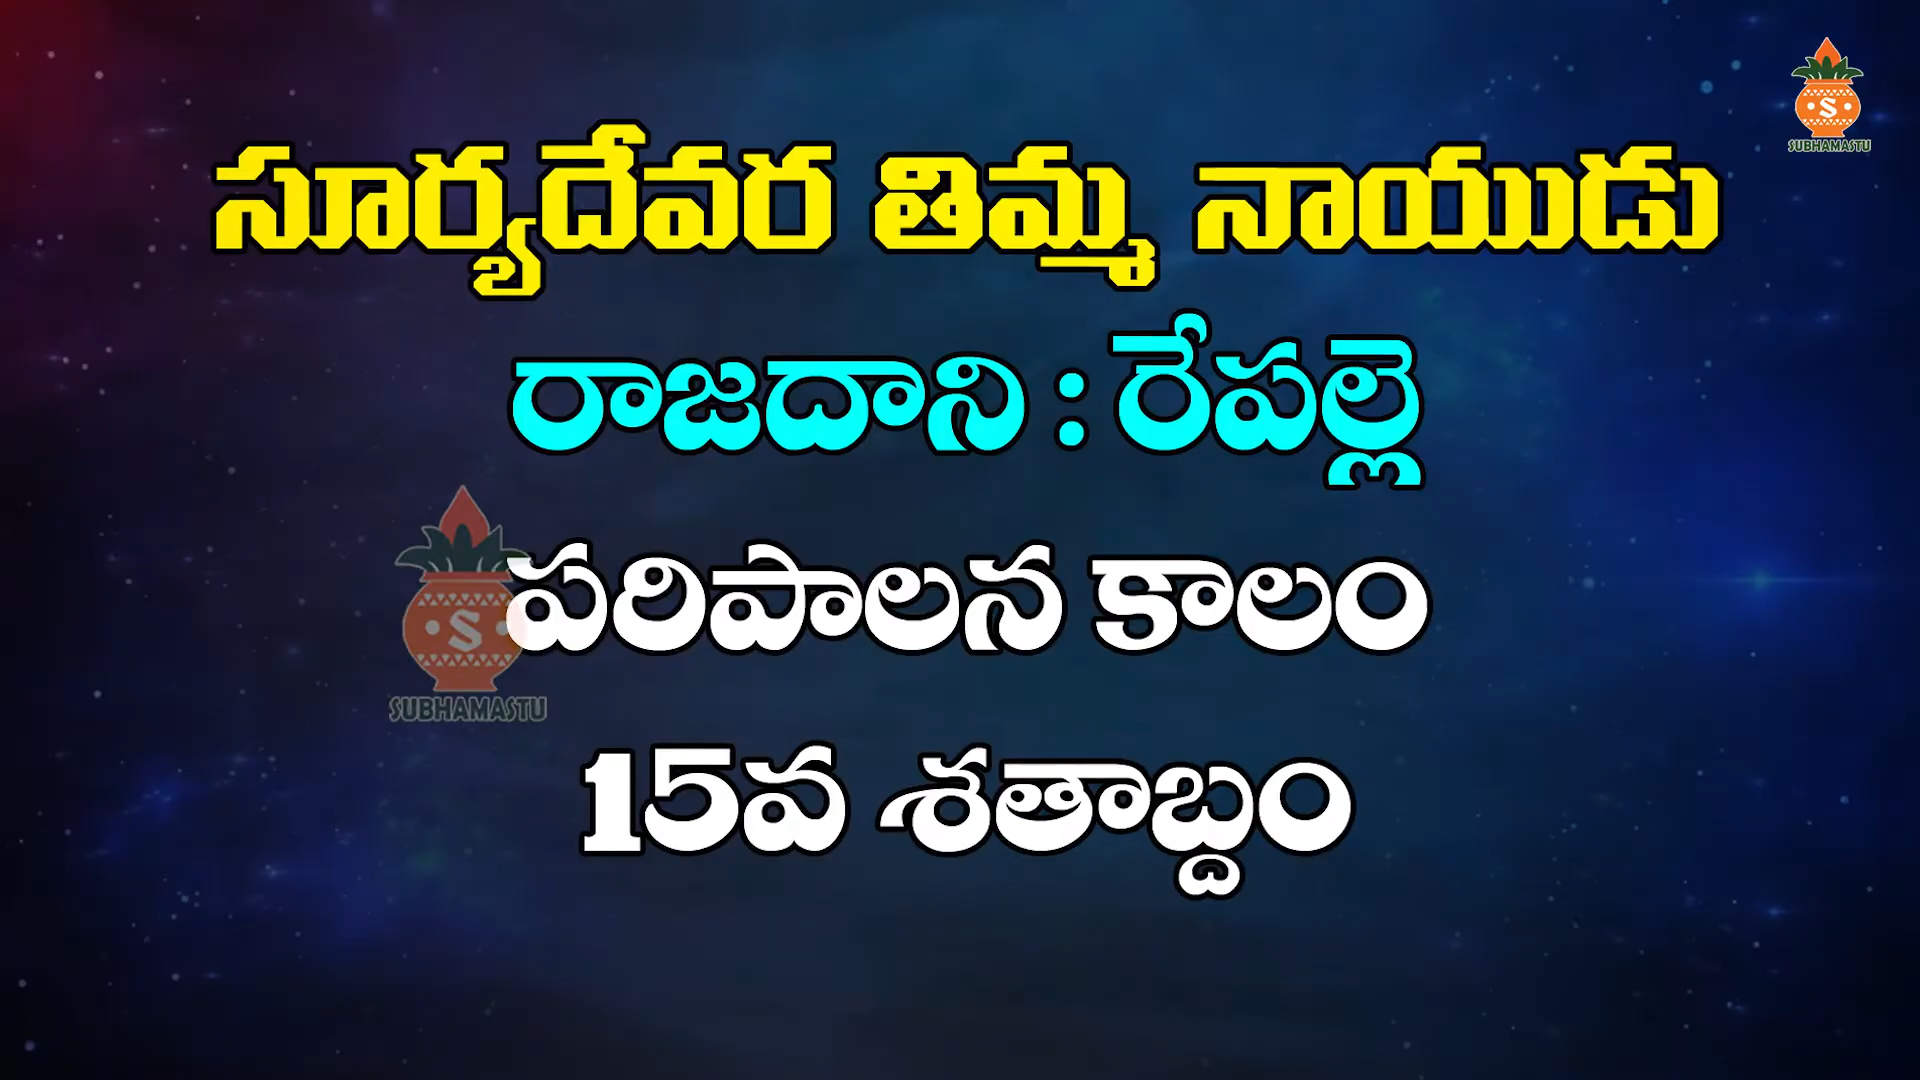 SUBHAMASTU
సూర్యదేవర తిమ్మ నాయుడు
రాజదాని : రేపల్లె
పరిపాలన కాలం
SUBHAMASTU
15వ శతాబ్దం